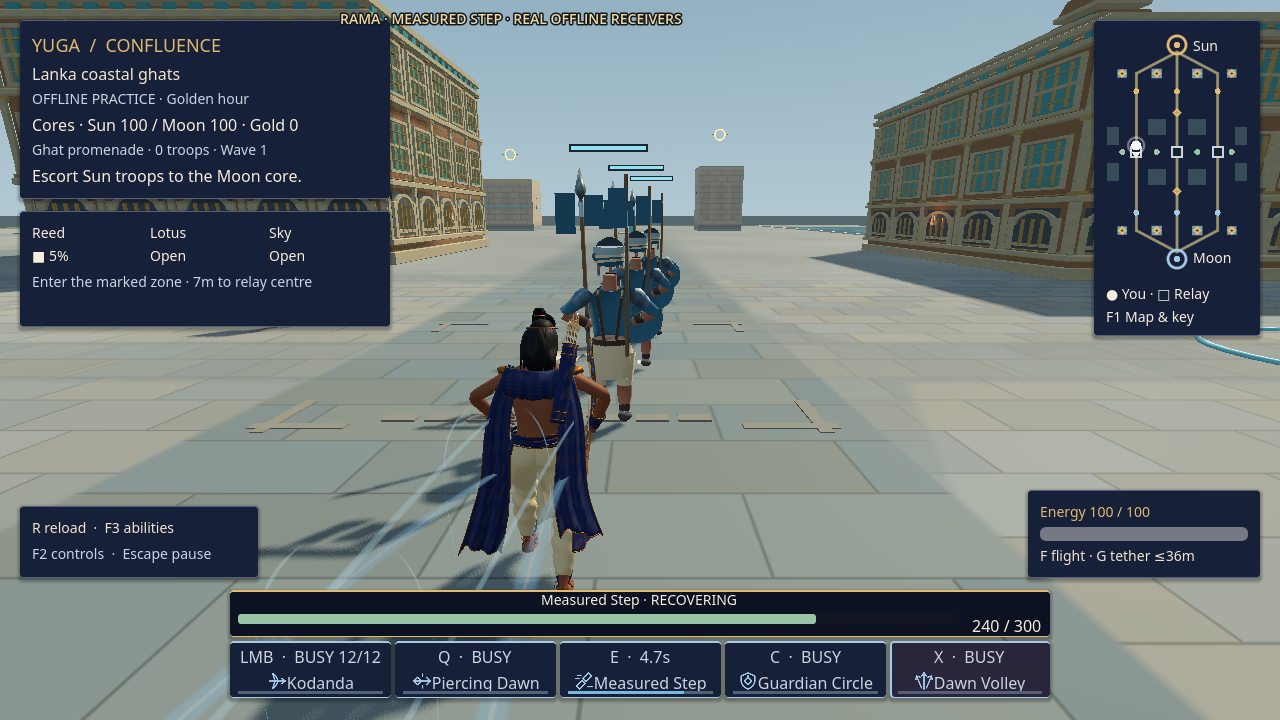 RAMA · MEASURED STEP · REAL OFFLINE RECEIVERS
YUGA / CONFLUENCE
Lanka coastal ghats
OFFLINE PRACTICE · Golden hour
Cores · Sun 100 / Moon 100 · Gold 0
Ghat promenade · 0 troops · Wave 1
Escort Sun troops to the Moon core.
Reed Lotus Sky
■ 5% Open Open
Enter the marked zone · 7m to relay centre
Sun
Moon
● You · □ Relay
F1 Map & key
R reload · F3 abilities
F2 controls · Escape pause
Energy 100 / 100
F flight · G tether ≤36m
Measured Step · RECOVERING
240 / 300
LMB · BUSY 12/12
Kodanda
Q · BUSY
Piercing Dawn
E · 4.7s
Measured Step
C · BUSY
Guardian Circle
X · BUSY
Dawn Volley